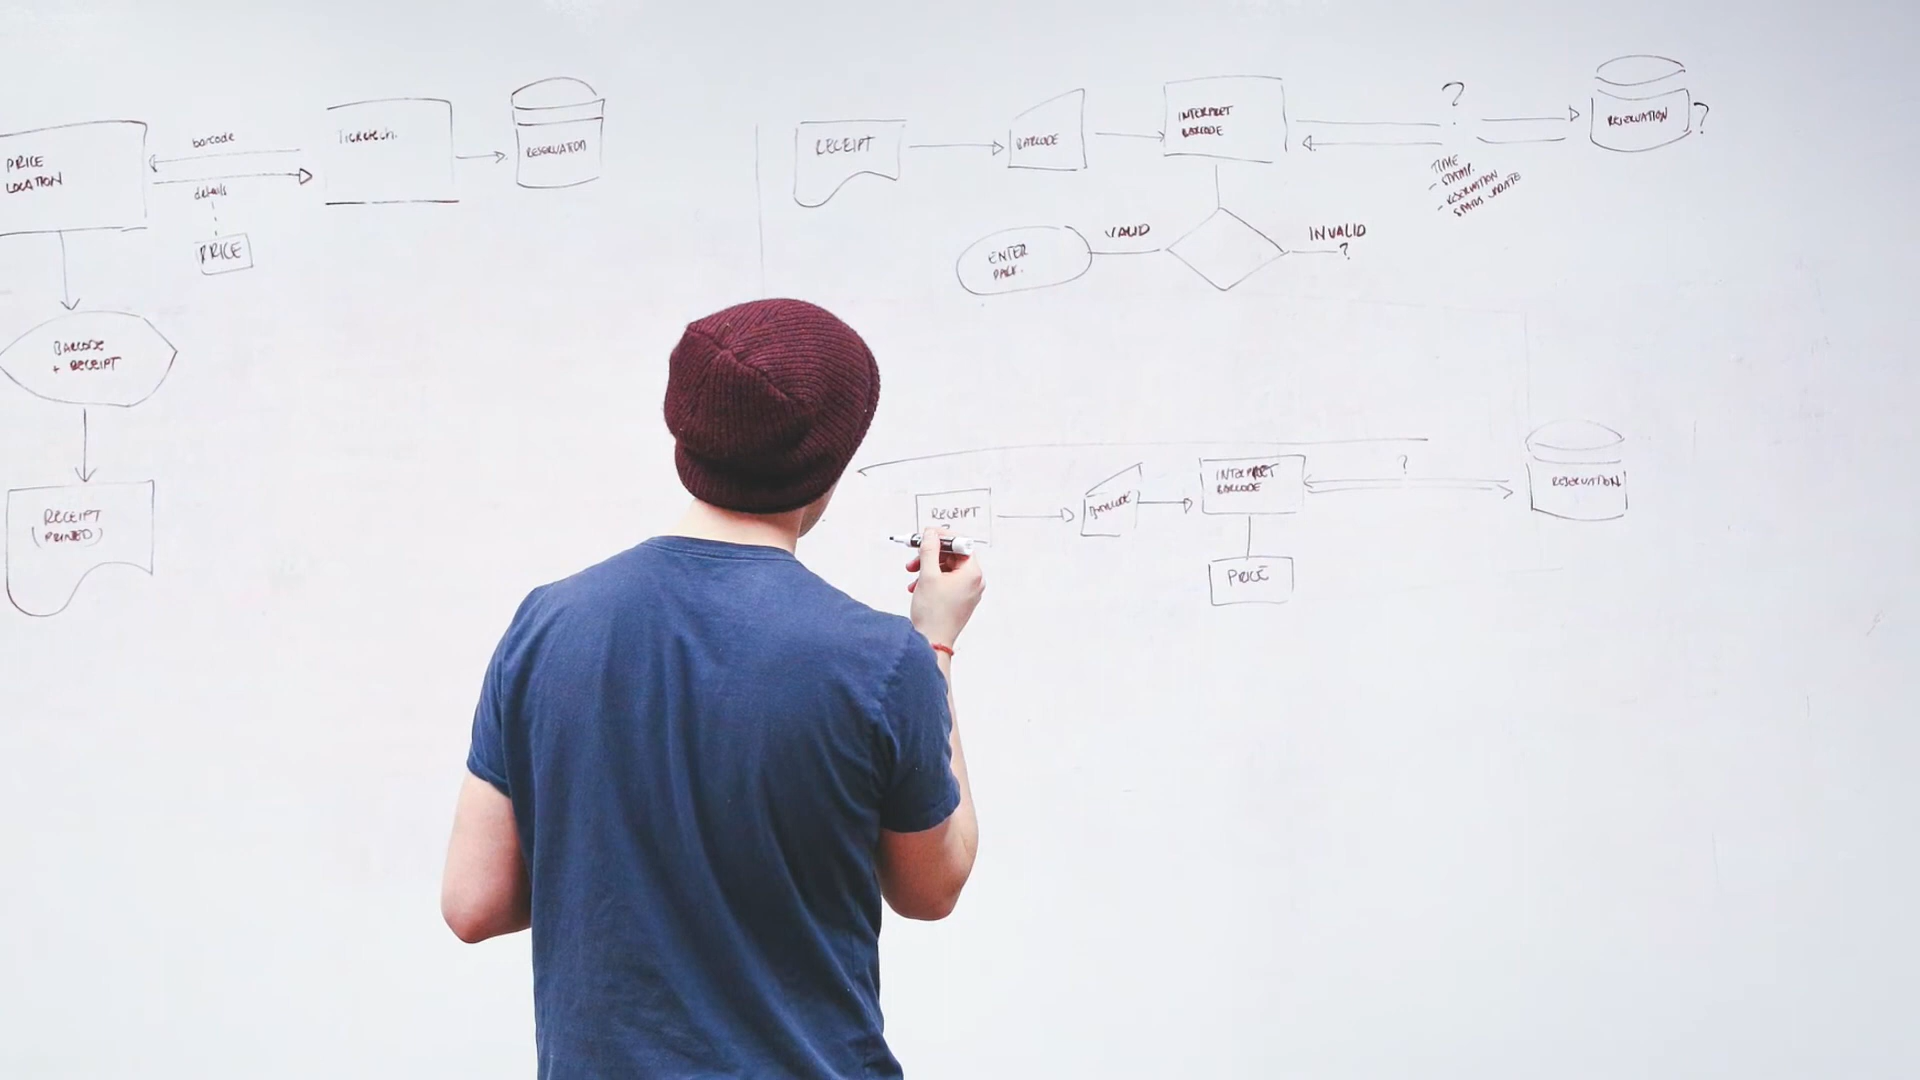 PRICE
LOCATION
barcode
details
PRICE
Ticketech.
RESERVATION
BARCODE
+ RECEIPT
RECEIPT
(PRINTED)
RECEIPT
BARCODE
INTERPRET
BARCODE
?
TIME
- STAMP.
- RESERVATION
STATUS UPDATE
RESERVATION
?
VALID
INVALID
?
ENTER
PARK.
RECEIPT
?
BARCODE
INTERPRET
BARCODE
?
RESERVATION
PRICE